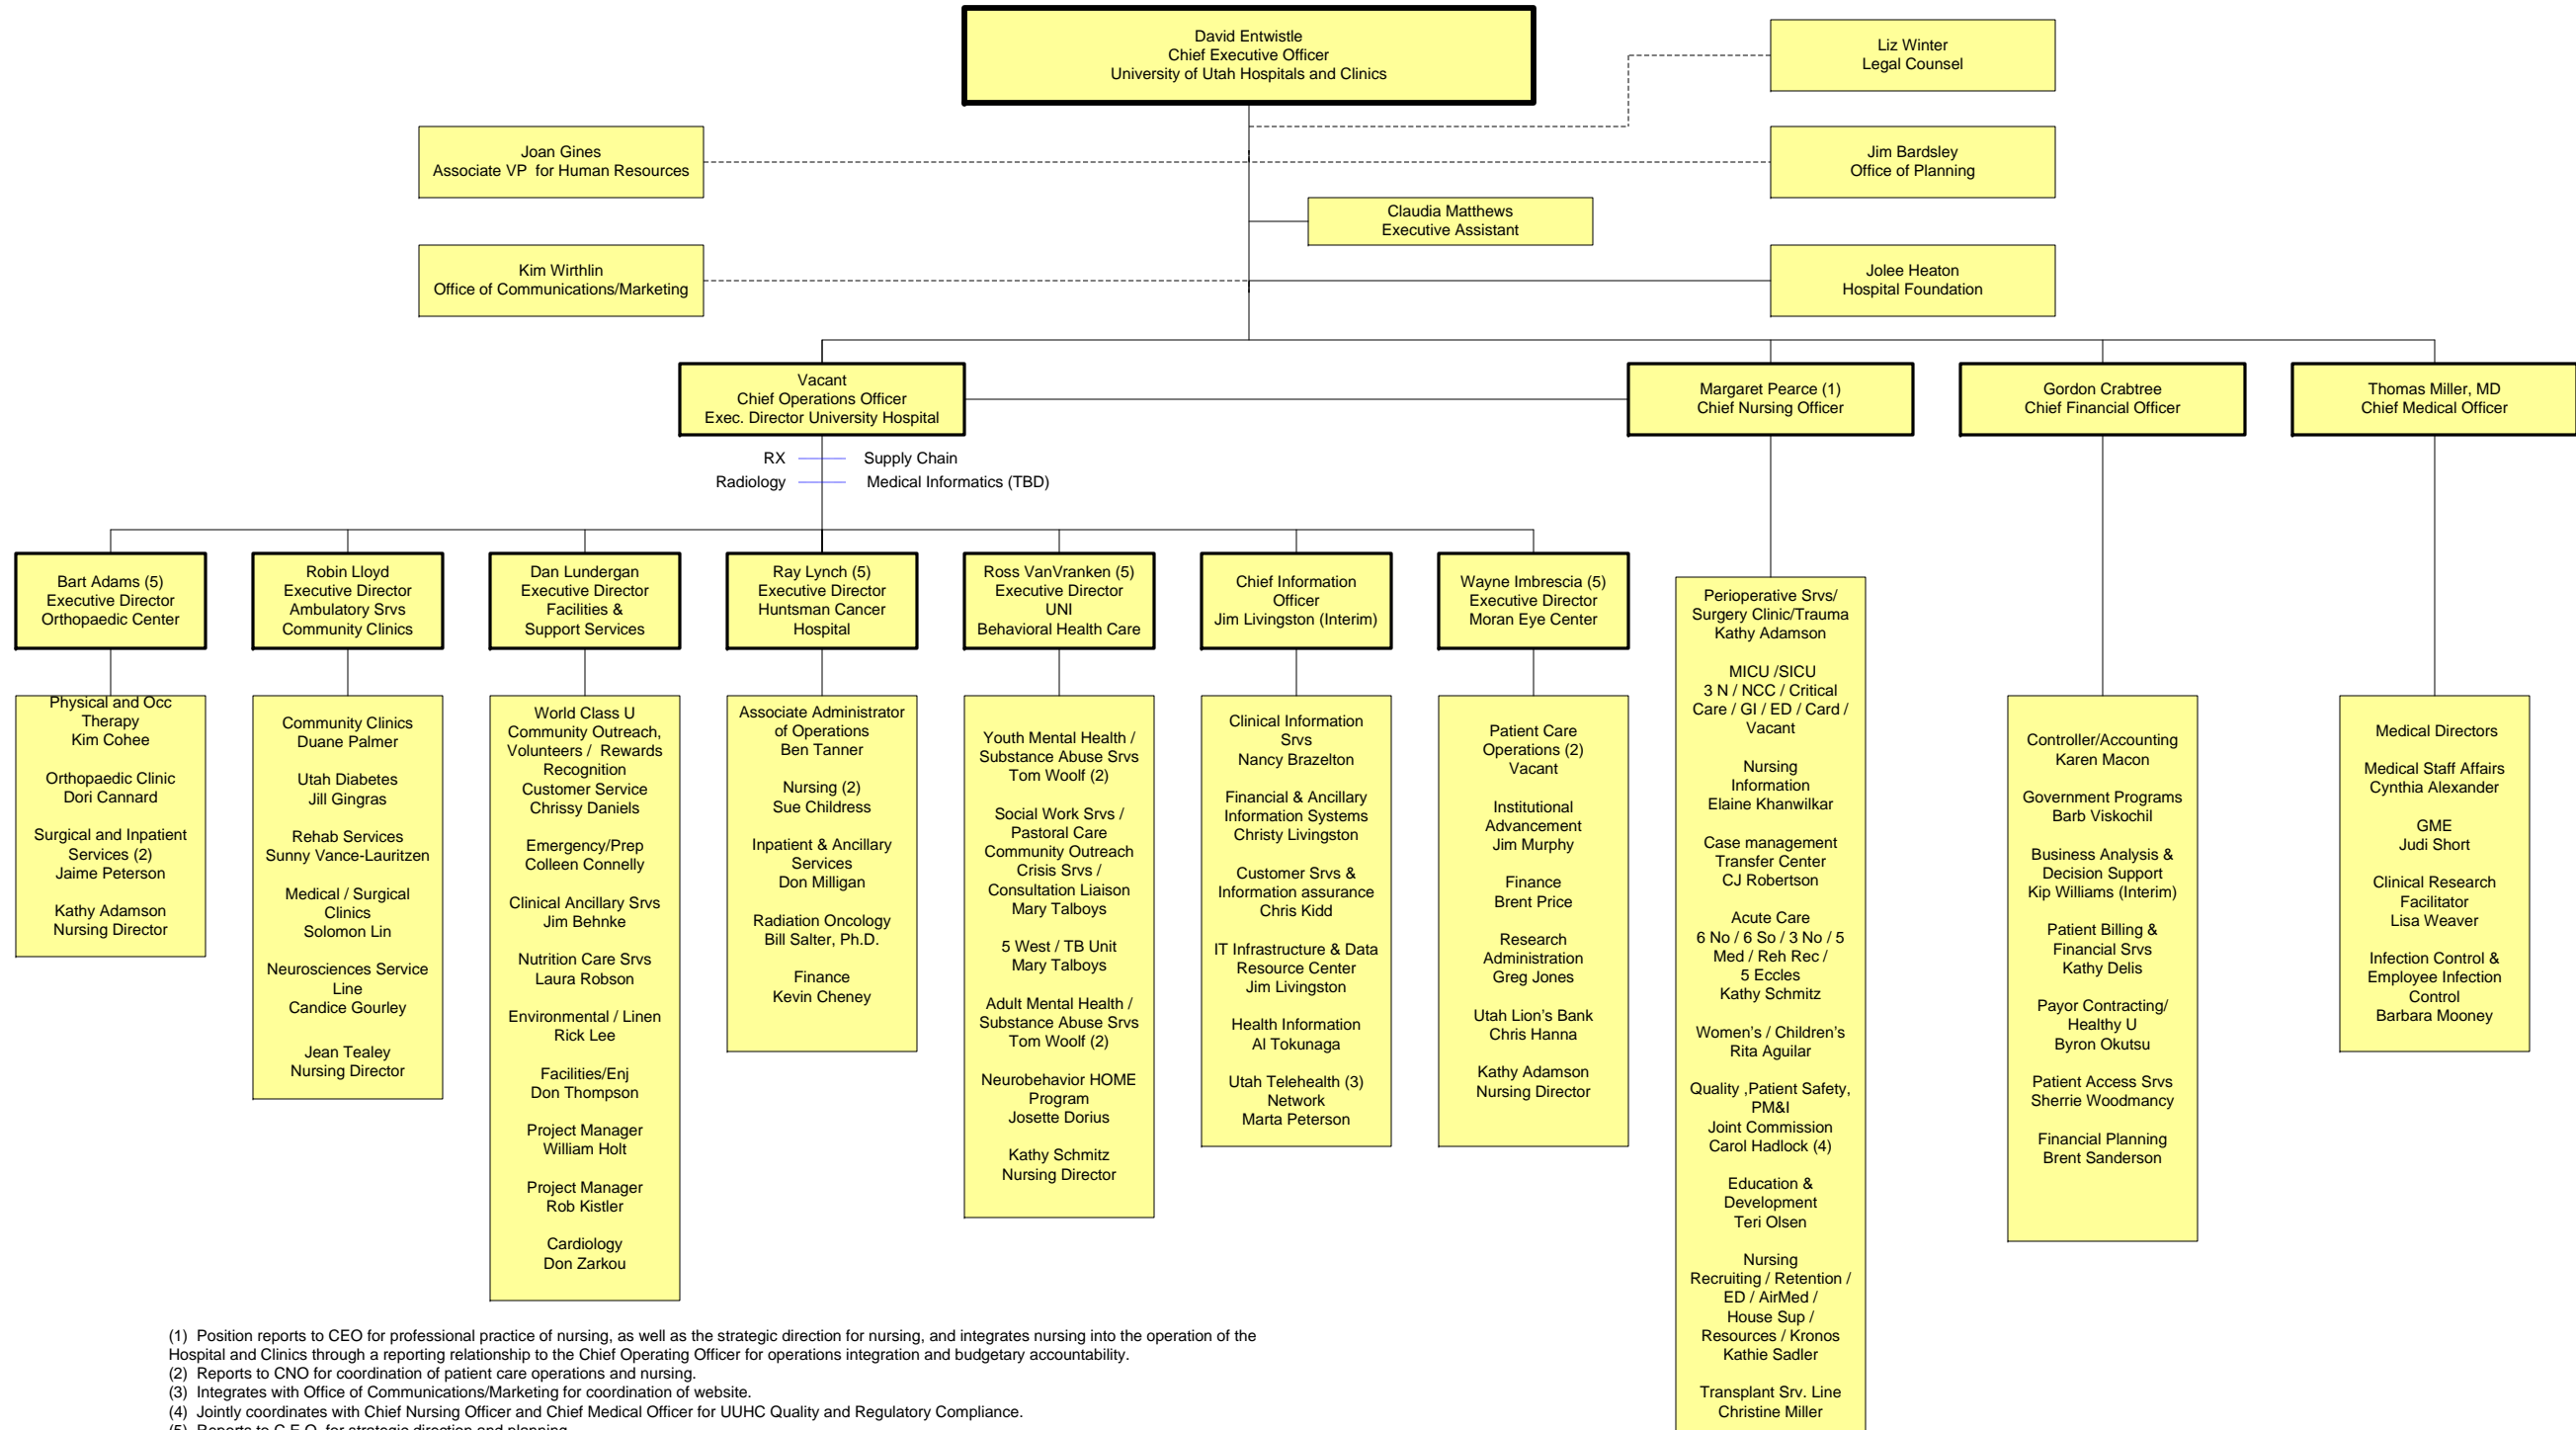 David Entwistle
Chief Executive Officer
University of Utah Hospitals and Clinics
Liz Winter
Legal Counsel
Joan Gines
Associate VP  for Human Resources
Jim Bardsley
Office of Planning
Claudia Matthews
Executive Assistant
Kim Wirthlin
Office of Communications/Marketing
Jolee Heaton
Hospital Foundation
Vacant
Chief Operations Officer
Exec. Director University Hospital
Margaret Pearce (1)
Chief Nursing Officer
Gordon Crabtree
Chief Financial Officer
Thomas Miller, MD
Chief Medical Officer
RX
Supply Chain
Radiology
Medical Informatics (TBD)
Bart Adams (5)
Executive Director
Orthopaedic Center
Robin Lloyd
Executive Director
Ambulatory Srvs
Community Clinics
Dan Lundergan
Executive Director
Facilities &
Support Services
Ray Lynch (5)
Executive Director
Huntsman Cancer
Hospital
Ross VanVranken (5)
Executive Director
UNI
Behavioral Health Care
Chief Information
Officer
Jim Livingston (Interim)
Wayne Imbrescia (5)
Executive Director
Moran Eye Center
Physical and Occ
Therapy
Kim Cohee
Orthopaedic Clinic
Dori Cannard
Surgical and Inpatient
Services (2)
Jaime Peterson
Kathy Adamson
Nursing Director
Community Clinics
Duane Palmer
Utah Diabetes
Jill Gingras
Rehab Services
Sunny Vance-Lauritzen
Medical / Surgical
Clinics
Solomon Lin
Neurosciences Service
Line
Candice Gourley
Jean Tealey
Nursing Director
World Class U
Community Outreach,
Volunteers /  Rewards
Recognition
Customer Service
Chrissy Daniels
Emergency/Prep
Colleen Connelly
Clinical Ancillary Srvs
Jim Behnke
Nutrition Care Srvs
Laura Robson
Environmental / Linen
Rick Lee
Facilities/Enj
Don Thompson
Project Manager
William Holt
Project Manager
Rob Kistler
Cardiology
Don Zarkou
Associate Administrator
of Operations
Ben Tanner
Nursing (2)
Sue Childress
Inpatient & Ancillary
Services
Don Milligan
Radiation Oncology
Bill Salter, Ph.D.
Finance
Kevin Cheney
Youth Mental Health /
Substance Abuse Srvs
Tom Woolf (2)
Social Work Srvs /
Pastoral Care
Community Outreach
Crisis Srvs /
Consultation Liaison
Mary Talboys
5 West / TB Unit
Mary Talboys
Adult Mental Health /
Substance Abuse Srvs
Tom Woolf (2)
Neurobehavior HOME
Program
Josette Dorius
Kathy Schmitz
Nursing Director
Clinical Information
Srvs
Nancy Brazelton
Financial & Ancillary
Information Systems
Christy Livingston
Customer Srvs &
Information assurance
Chris Kidd
IT Infrastructure & Data
Resource Center
Jim Livingston
Health Information
Al Tokunaga
Utah Telehealth (3)
Network
Marta Peterson
Patient Care
Operations (2)
Vacant
Institutional
Advancement
Jim Murphy
Finance
Brent Price
Research
Administration
Greg Jones
Utah Lion's Bank
Chris Hanna
Kathy Adamson
Nursing Director
Perioperative Srvs/
Surgery Clinic/Trauma
Kathy Adamson
MICU /SICU
3 N / NCC / Critical
Care / GI / ED / Card /
Vacant
Nursing
Information
Elaine Khanwilkar
Case management
Transfer Center
CJ Robertson
Acute Care
6 No / 6 So / 3 No / 5
Med / Reh Rec /
5 Eccles
Kathy Schmitz
Women's / Children's
Rita Aguilar
Quality ,Patient Safety,
PM&I
Joint Commission
Carol Hadlock (4)
Education &
Development
Teri Olsen
Nursing
Recruiting / Retention /
ED / AirMed /
House Sup /
Resources / Kronos
Kathie Sadler
Transplant Srv. Line
Christine Miller
Controller/Accounting
Karen Macon
Government Programs
Barb Viskochil
Business Analysis &
Decision Support
Kip Williams (Interim)
Patient Billing &
Financial Srvs
Kathy Delis
Payor Contracting/
Healthy U
Byron Okutsu
Patient Access Srvs
Sherrie Woodmancy
Financial Planning
Brent Sanderson
Medical Directors
Medical Staff Affairs
Cynthia Alexander
GME
Judi Short
Clinical Research
Facilitator
Lisa Weaver
Infection Control &
Employee Infection
Control
Barbara Mooney
(1)  Position reports to CEO for professional practice of nursing, as well as the strategic direction for nursing, and integrates nursing into the operation of the
Hospital and Clinics through a reporting relationship to the Chief Operating Officer for operations integration and budgetary accountability.
(2)  Reports to CNO for coordination of patient care operations and nursing.
(3)  Integrates with Office of Communications/Marketing for coordination of website.
(4)  Jointly coordinates with Chief Nursing Officer and Chief Medical Officer for UUHC Quality and Regulatory Compliance.
(5)  Reports to C.E.O. for strategic direction and planning.